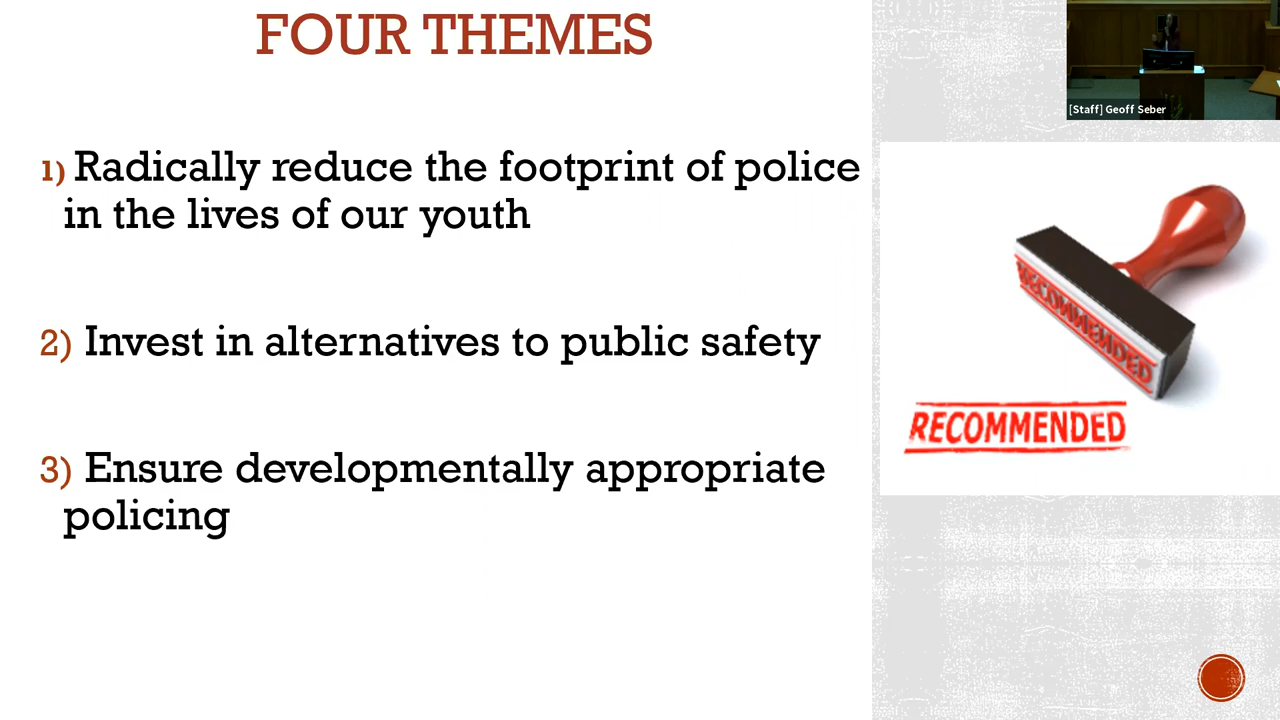 FOUR THEMES
[Staff] Geoff Seber
1) Radically reduce the footprint of police
in the lives of our youth
2) Invest in alternatives to public safety
3) Ensure developmentally appropriate
policing
RECOMMENDED
RECOMMENDED